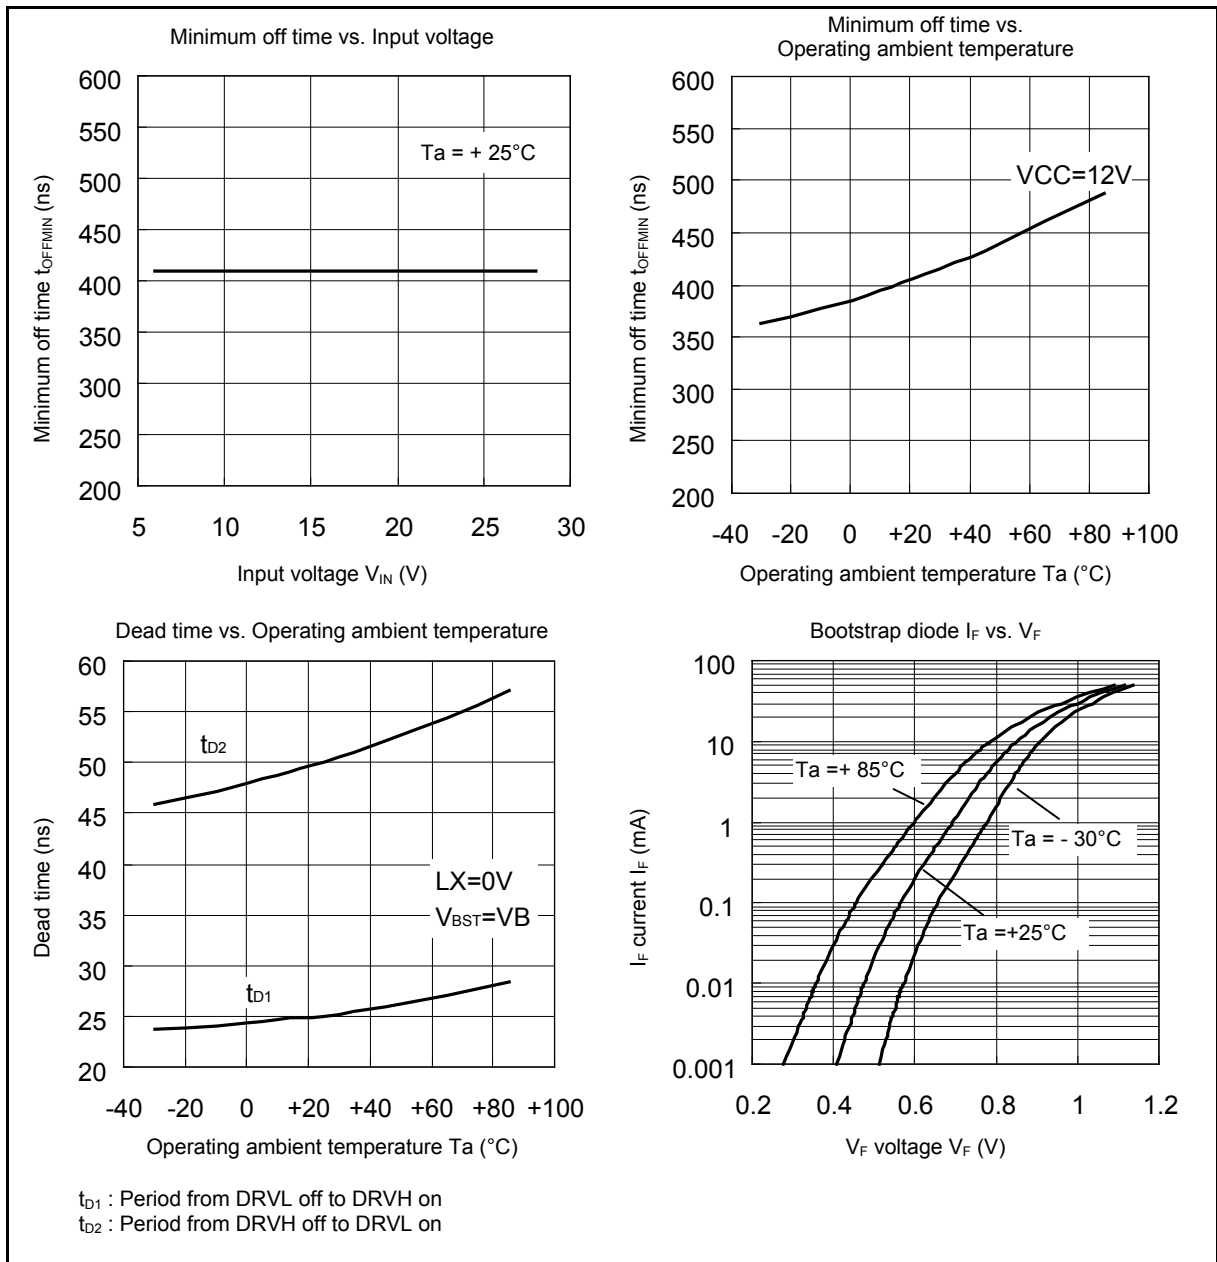 Minimum off time vs. Input voltage
600
550
500
450
400
350
300
250
200
Ta = + 25°C
Minimum off time tOFFMIN (ns)
5 10 15 20 25 30
Input voltage VIN (V)
Minimum off time vs.
Operating ambient temperature
600
550
500
450
400
350
300
250
200
VCC=12V
Minimum off time tOFFMIN (ns)
-40 -20 0 +20 +40 +60 +80 +100
Operating ambient temperature Ta (°C)
Dead time vs. Operating ambient temperature
60
55
50
45
40
35
30
25
20
tD2
LX=0V
VBST=VB
tD1
Dead time (ns)
-40 -20 0 +20 +40 +60 +80 +100
Operating ambient temperature Ta (°C)
Bootstrap diode IF vs. VF
100
10
1
0.1
0.01
0.001
Ta =+ 85°C
Ta = - 30°C
Ta =+25°C
IF current IF (mA)
0.2 0.4 0.6 0.8 1 1.2
VF voltage VF (V)
tD1 : Period from DRVL off to DRVH on
tD2 : Period from DRVH off to DRVL on